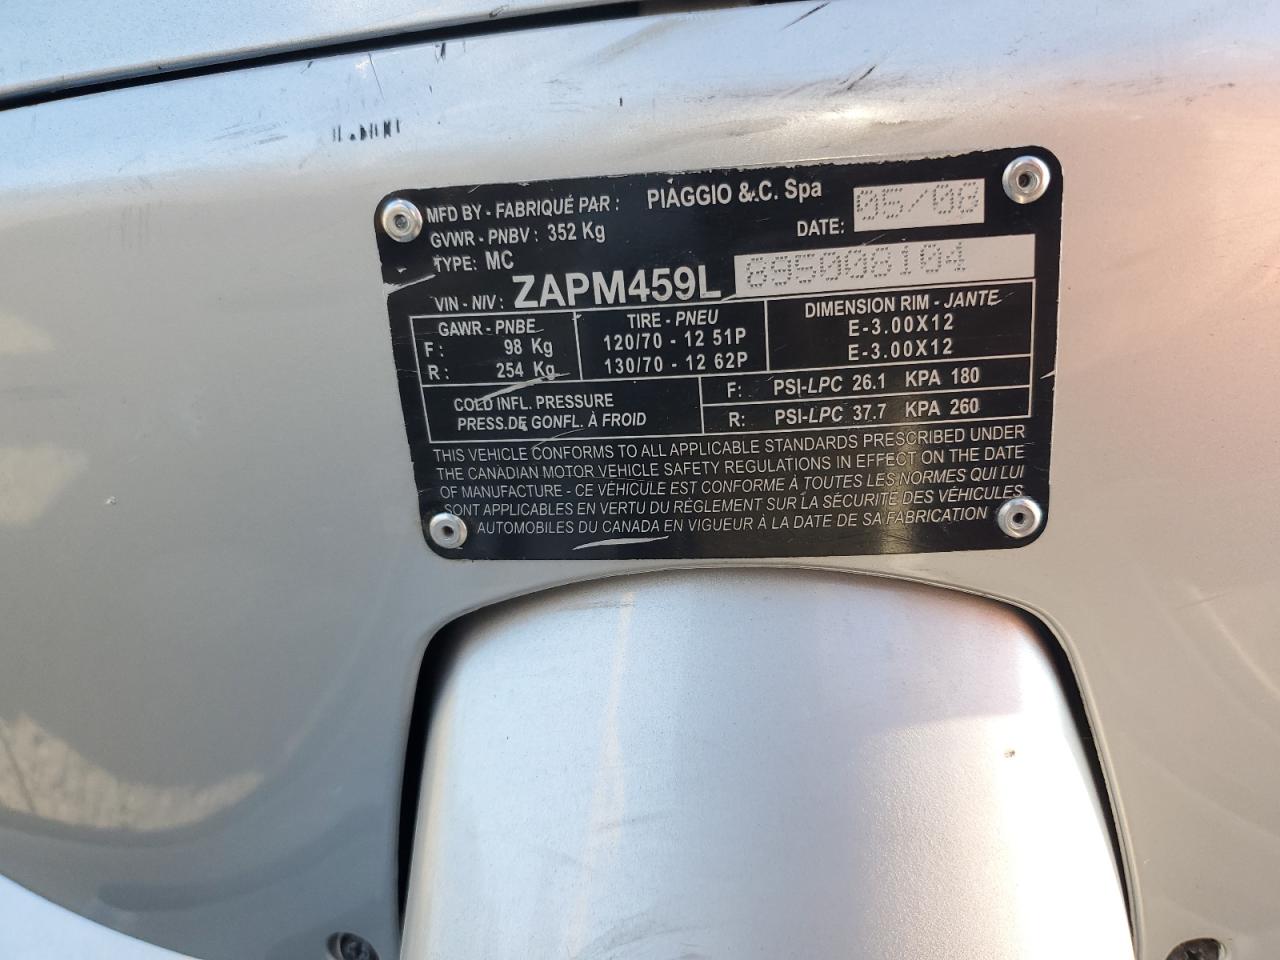 MFD BY - FABRIQUÉ PAR : PIAGGIO & C. Spa
GVWR - PNBV : 352 Kg DATE: 05/08
TYPE: MC
VIN - NIV : ZAPM459L 895006104
GAWR - PNBE TIRE - PNEU DIMENSION RIM - JANTE
F : 98 Kg 120/70 - 12 51P E-3.00X12
R : 254 Kg 130/70 - 12 62P E-3.00X12
COLD INFL. PRESSURE F: PSI-LPC 26.1 KPA 180
PRESS.DE GONFL. À FROID R: PSI-LPC 37.7 KPA 260
THIS VEHICLE CONFORMS TO ALL APPLICABLE STANDARDS PRESCRIBED UNDER
THE CANADIAN MOTOR VEHICLE SAFETY REGULATIONS IN EFFECT ON THE DATE
OF MANUFACTURE - CE VÉHICULE EST CONFORME À TOUTES LES NORMES QUI LUI
SONT APPLICABLES EN VERTU DU RÈGLEMENT SUR LA SÉCURITÉ DES VÉHICULES
AUTOMOBILES DU CANADA EN VIGUEUR À LA DATE DE SA FABRICATION